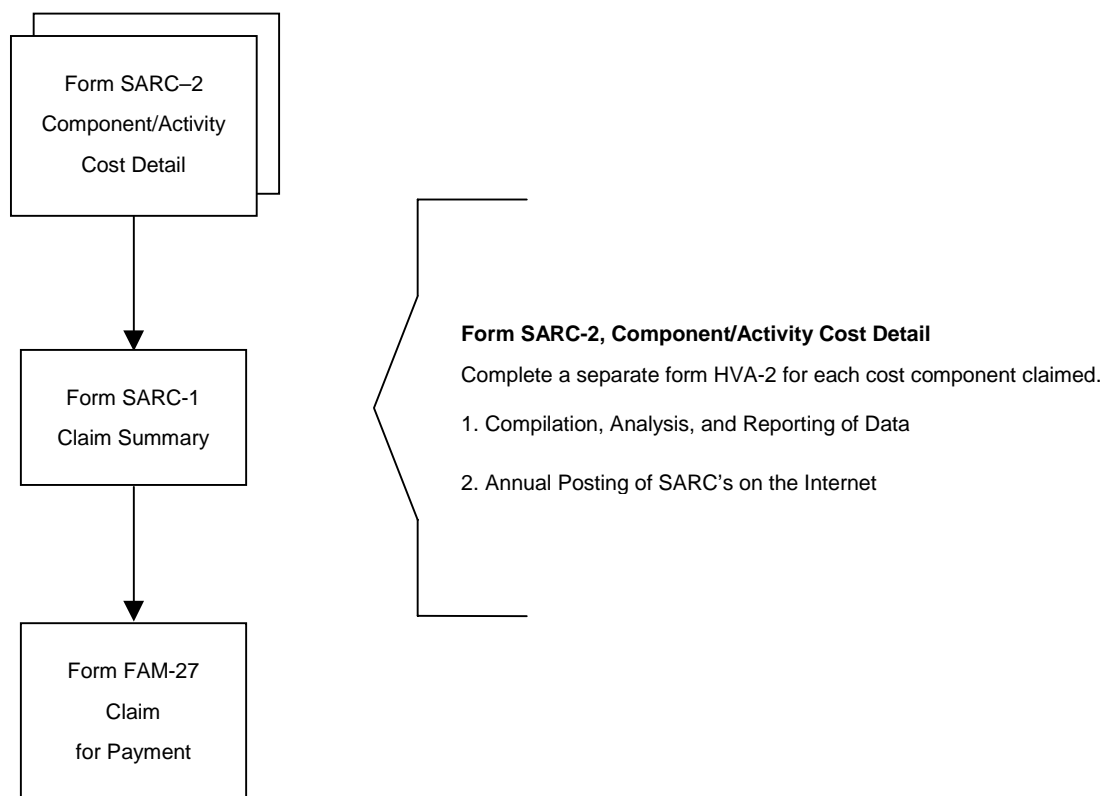 Form SARC–2
Component/Activity
Cost Detail
Form SARC-1
Claim Summary
Form FAM-27
Claim
for Payment
Form SARC-2, Component/Activity Cost Detail
Complete a separate form HVA-2 for each cost component claimed.
1. Compilation, Analysis, and Reporting of Data
2. Annual Posting of SARC’s on the Internet